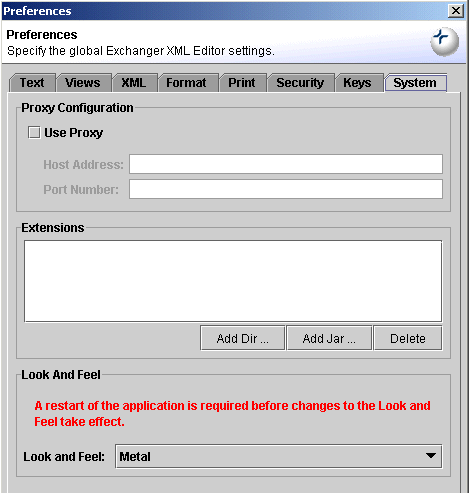 Preferences
Preferences
Specify the global Exchanger XML Editor settings.
Text Views XML Format Print Security Keys System
Proxy Configuration
Use Proxy
Host Address:
Port Number:
Extensions
Add Dir ... Add Jar ... Delete
Look And Feel
A restart of the application is required before changes to the Look and
Feel take effect.
Look and Feel: Metal